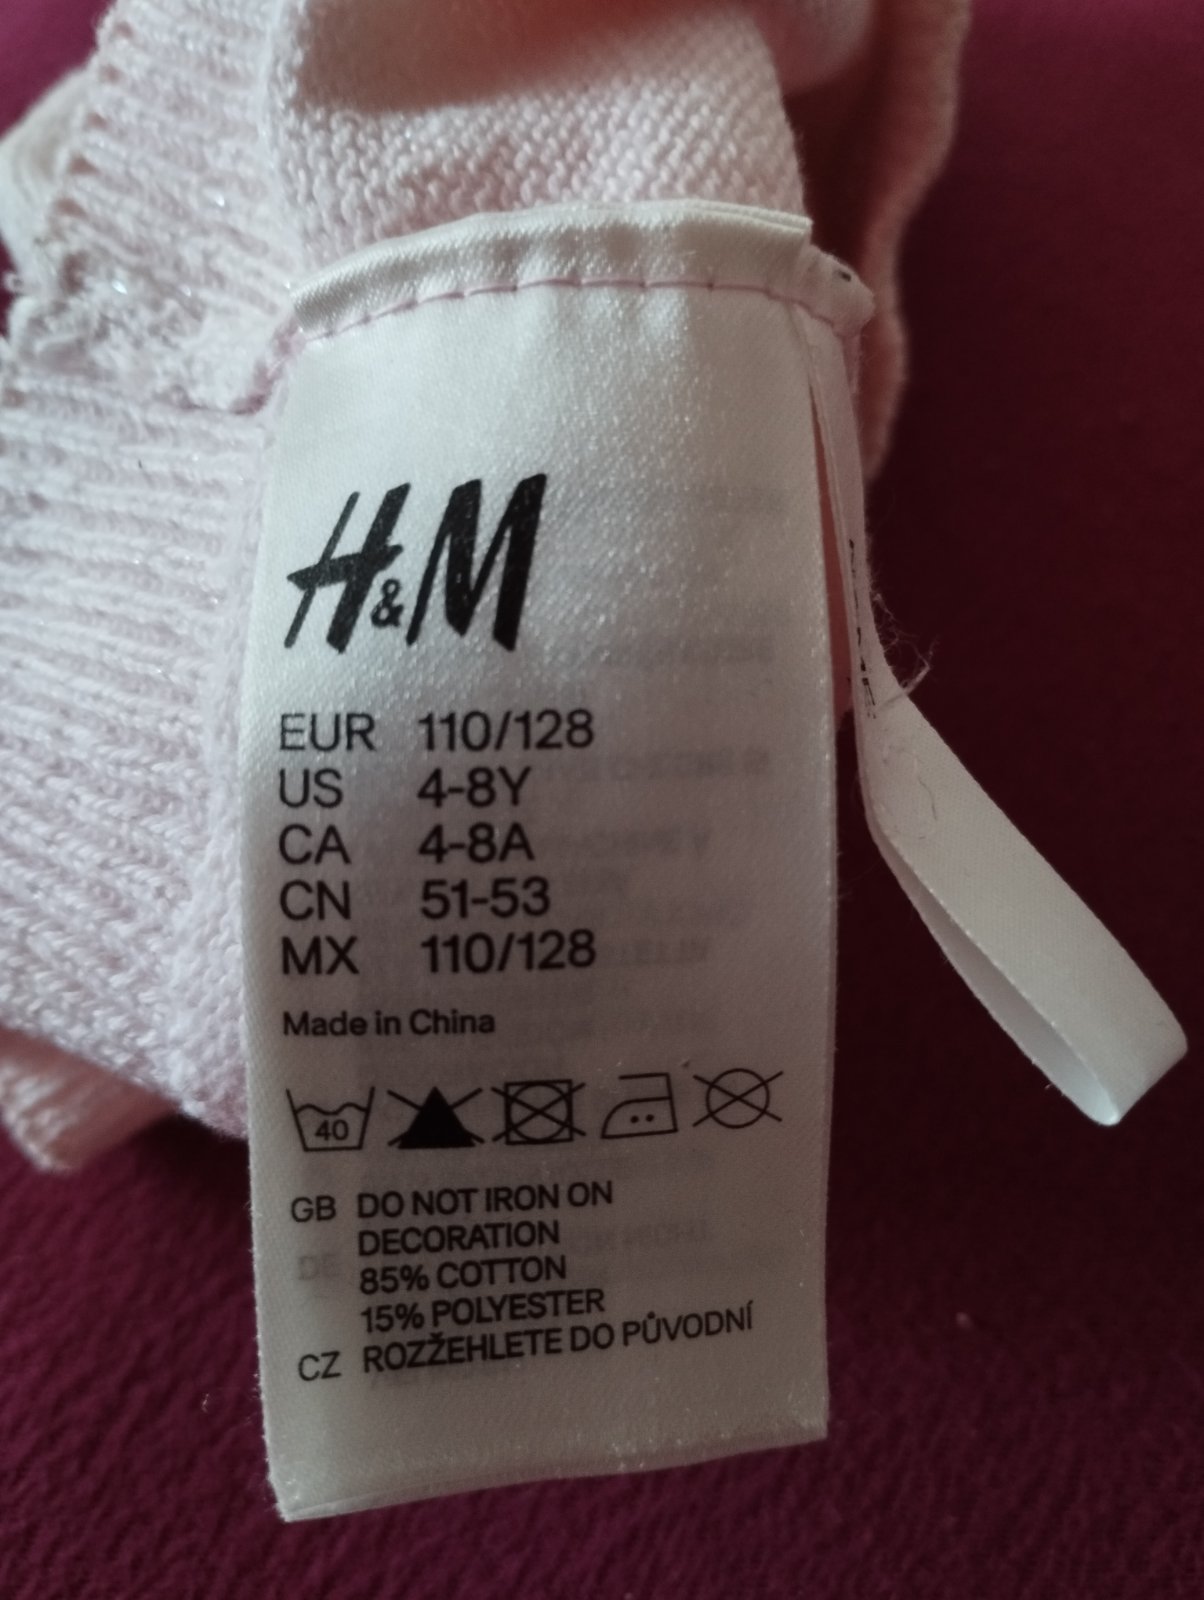 H&M
EUR 110/128
US 4-8Y
CA 4-8A
CN 51-53
MX 110/128
Made in China
40
GB DO NOT IRON ON
DECORATION
85% COTTON
15% POLYESTER
CZ ROZŽEHLETE DO PŮVODNÍ